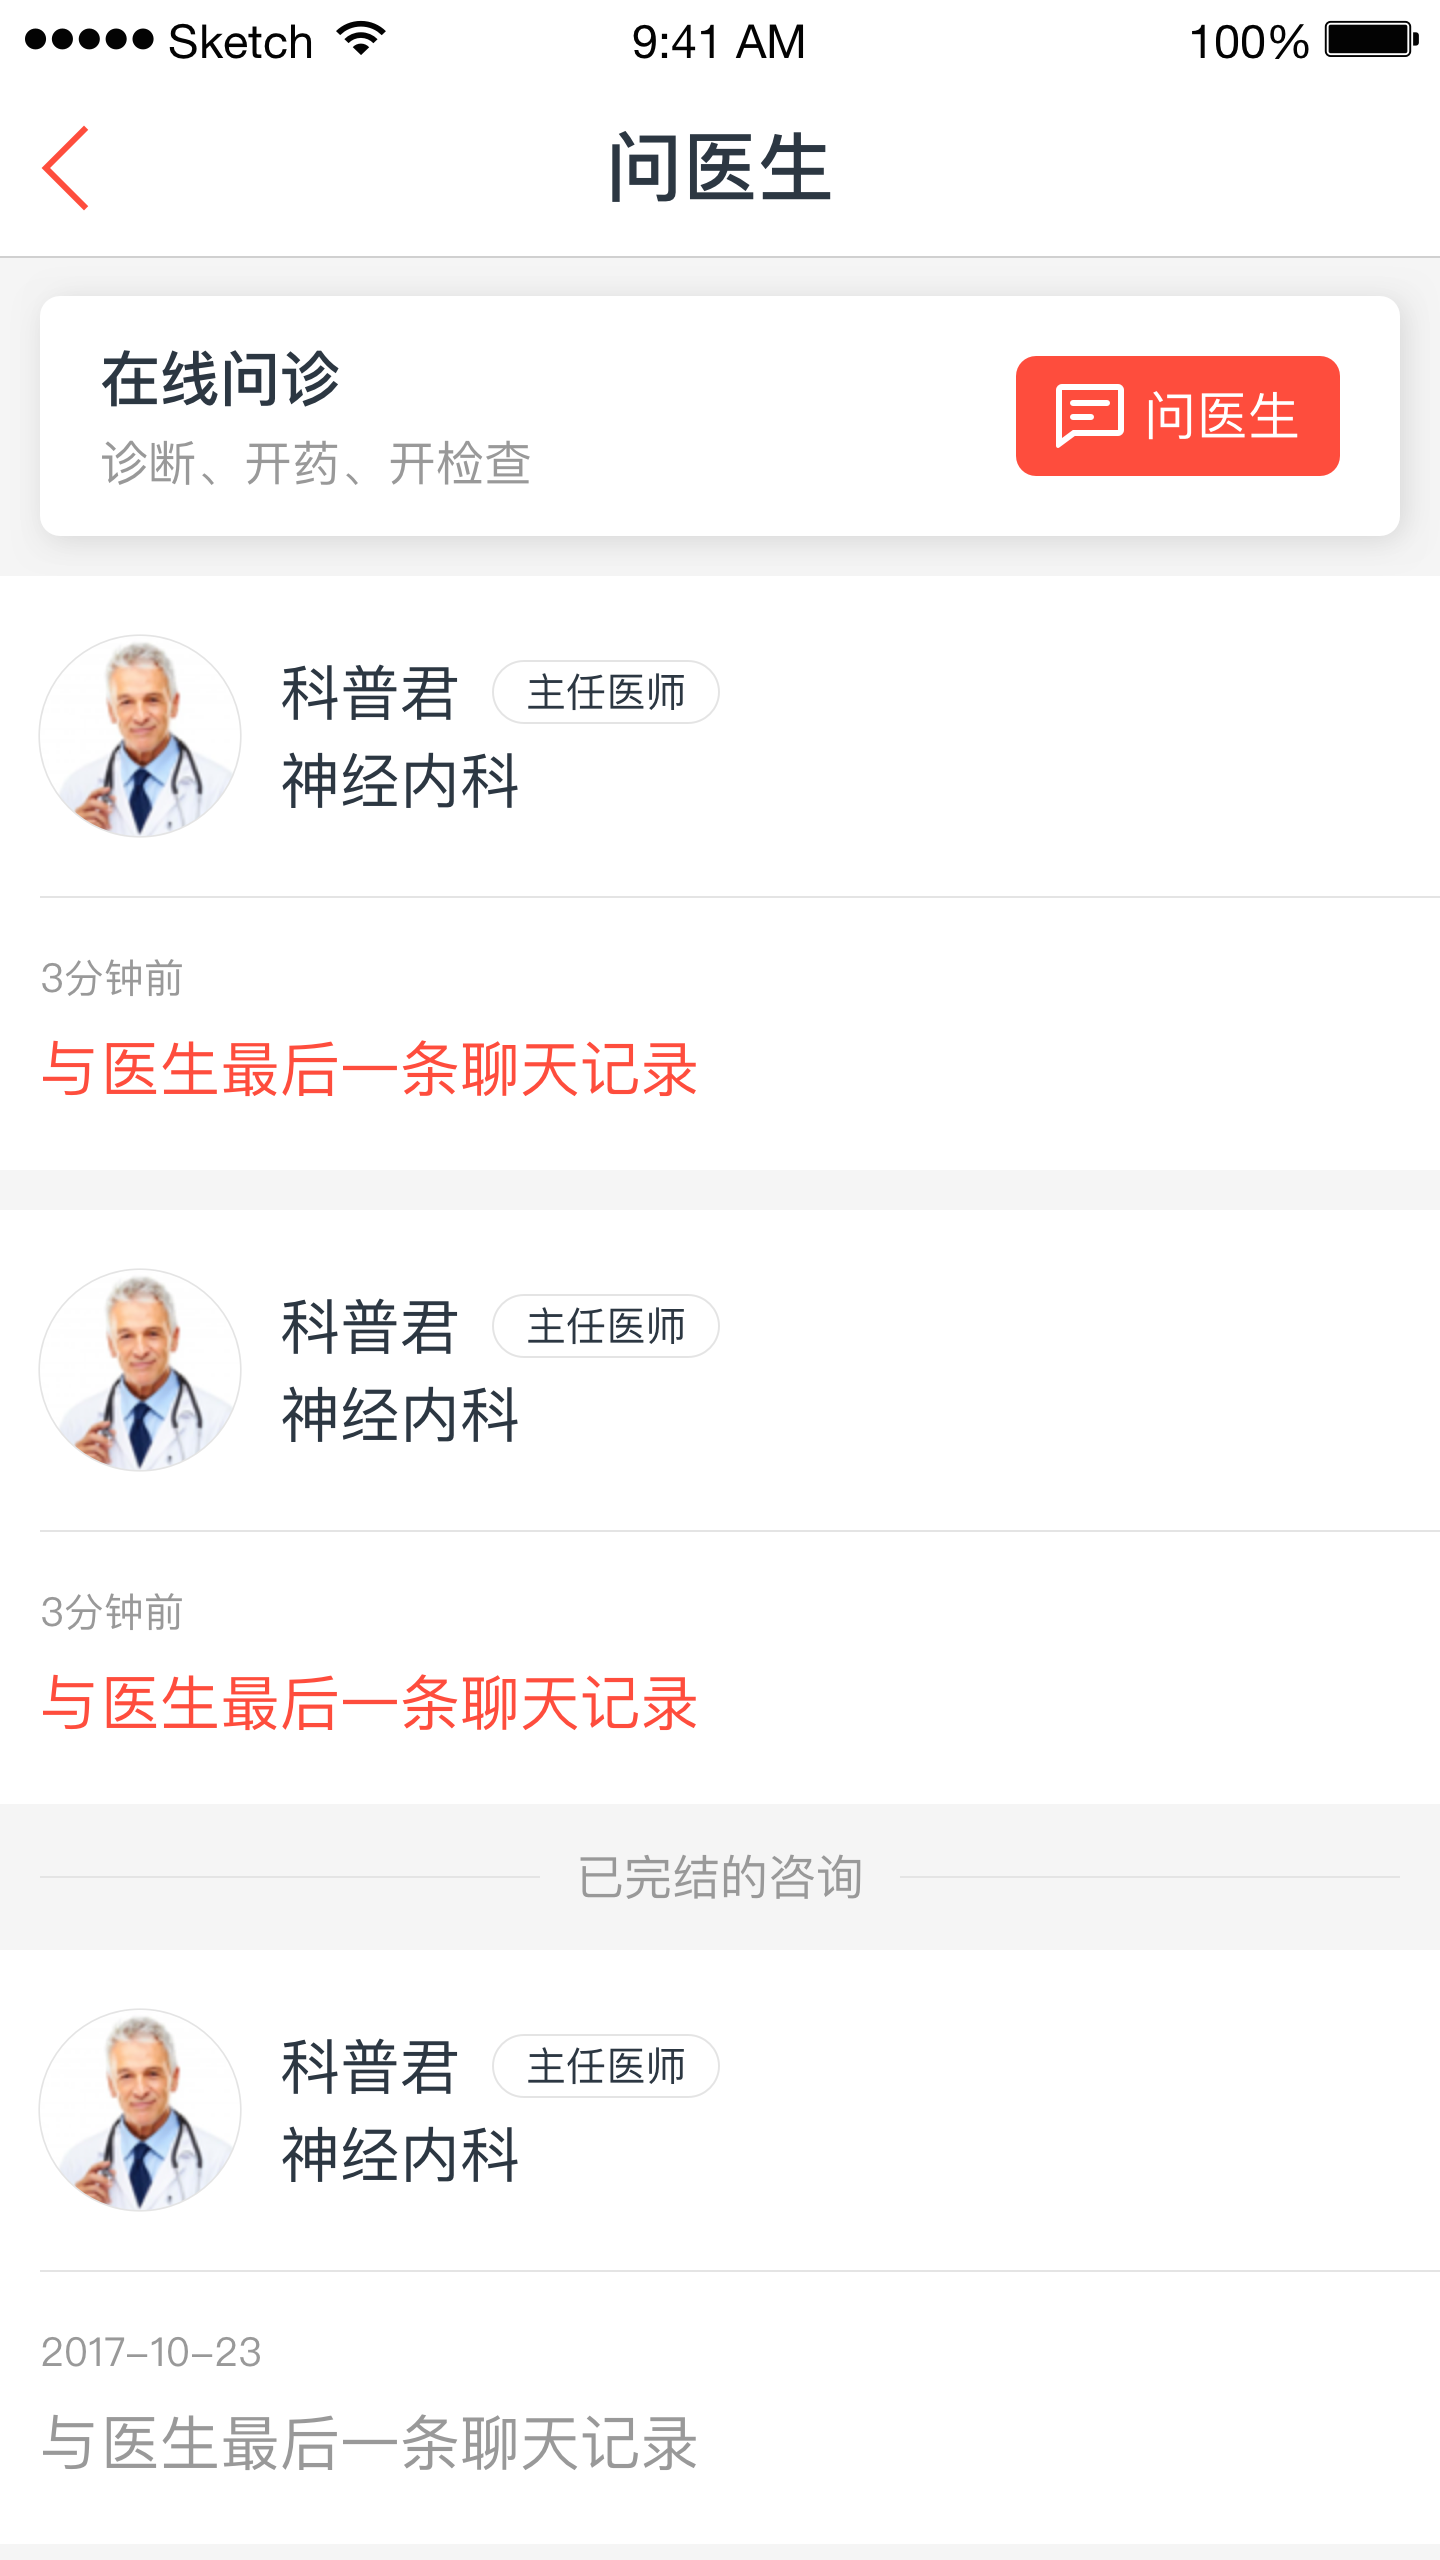 Sketch 9:41 AM 100%
问医生
在线问诊
诊断、开药、开检查
问医生
科普君 主任医师
神经内科
3分钟前
与医生最后一条聊天记录
科普君 主任医师
神经内科
3分钟前
与医生最后一条聊天记录
已完结的咨询
科普君 主任医师
神经内科
2017-10-23
与医生最后一条聊天记录